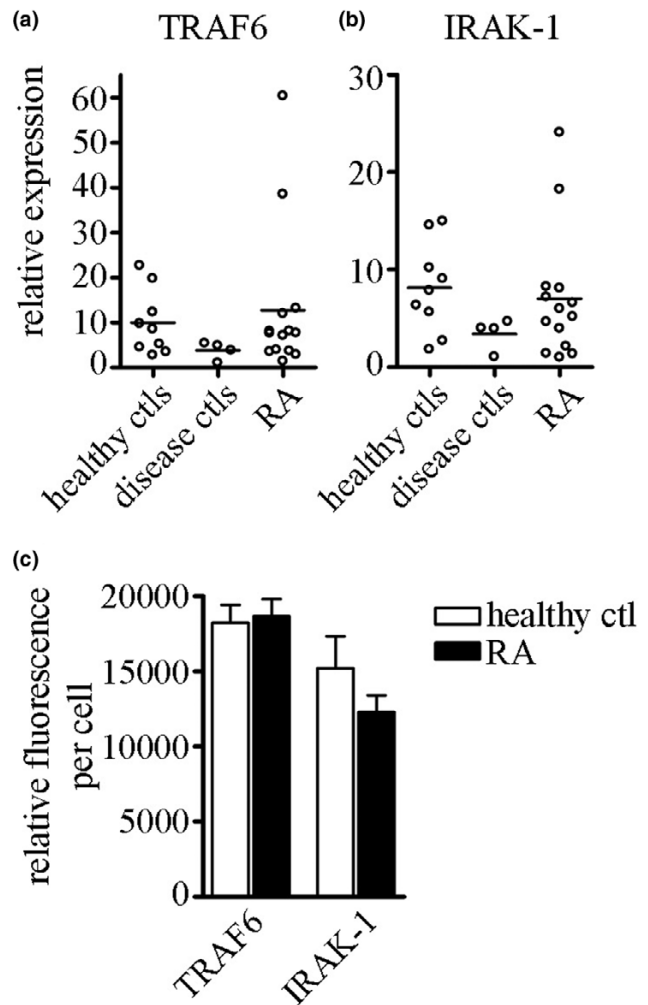 (a) TRAF6
(b) IRAK-1
relative expression
60
50
40
30
20
10
0
healthy ctls
disease ctls
RA
30
20
10
0
healthy ctls
disease ctls
RA
(c)
relative fluorescence
per cell
20000
15000
10000
5000
0
TRAF6
IRAK-1
healthy ctl
RA